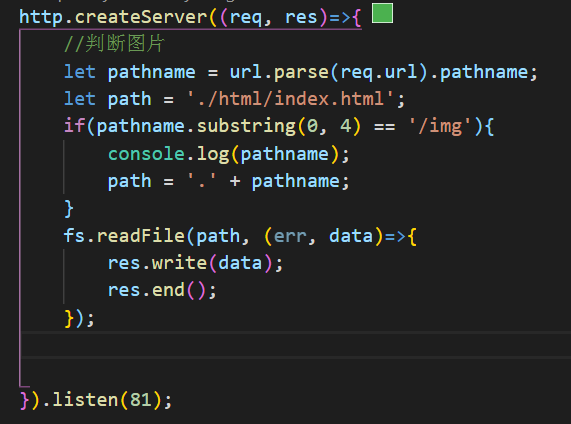 http.createServer((req, res)=>{
//判断图片
let pathname = url.parse(req.url).pathname;
let path = './html/index.html';
if(pathname.substring(0, 4) == '/img'){
console.log(pathname);
path = '.' + pathname;
}
fs.readFile(path, (err, data)=>{
res.write(data);
res.end();
});
}).listen(81);